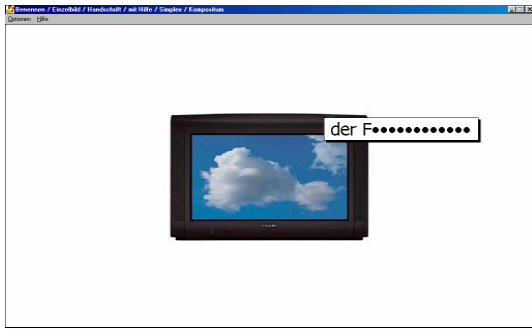 Benennen / Einzelbild / Handschrift / mit Hilfe / Simplex / Kompositum
Optionen Hilfe
der F••••••••••••